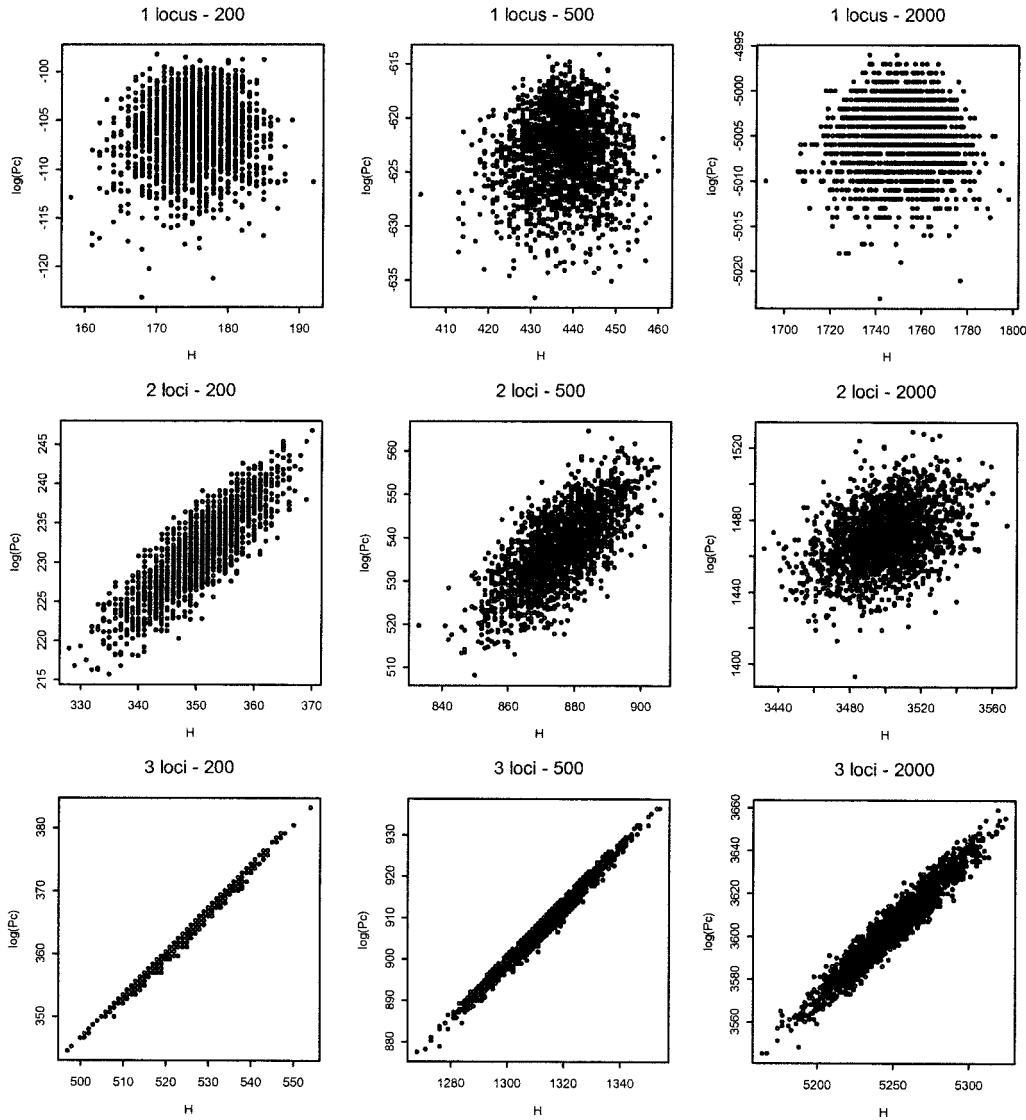 1 locus - 200
1 locus - 500
1 locus - 2000
log(Pc)
-100
-105
-110
-115
-120
160 170 180 190
H
log(Pc)
-615
-620
-625
-630
-635
410 420 430 440 450 460
H
log(Pc)
-4995
-5000
-5005
-5010
-5015
-5020
1700 1720 1740 1760 1780 1800
H
2 loci - 200
2 loci - 500
2 loci - 2000
log(Pc)
245
240
235
230
225
220
215
330 340 350 360 370
H
log(Pc)
560
550
540
530
520
510
840 860 880 900
H
log(Pc)
1520
1480
1440
1400
3440 3480 3520 3560
H
3 loci - 200
3 loci - 500
3 loci - 2000
log(Pc)
380
370
360
350
500 510 520 530 540 550
H
log(Pc)
930
920
910
900
890
880
1280 1300 1320 1340
H
log(Pc)
3660
3640
3620
3600
3580
3560
5200 5250 5300
H